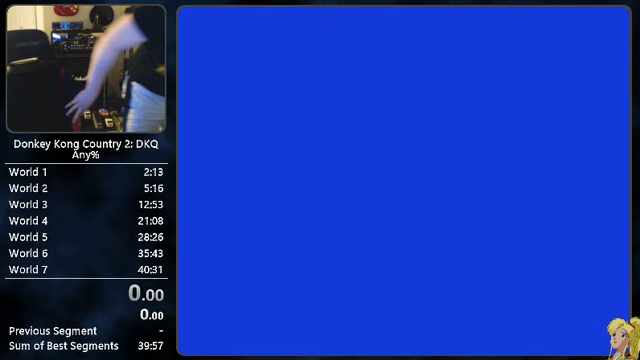 Donkey Kong Country 2: DKQ
Any%
World 1 2:13
World 2 5:16
World 3 12:53
World 4 21:08
World 5 28:26
World 6 35:43
World 7 40:31
0.00
0.00
Previous Segment -
Sum of Best Segments 39:57